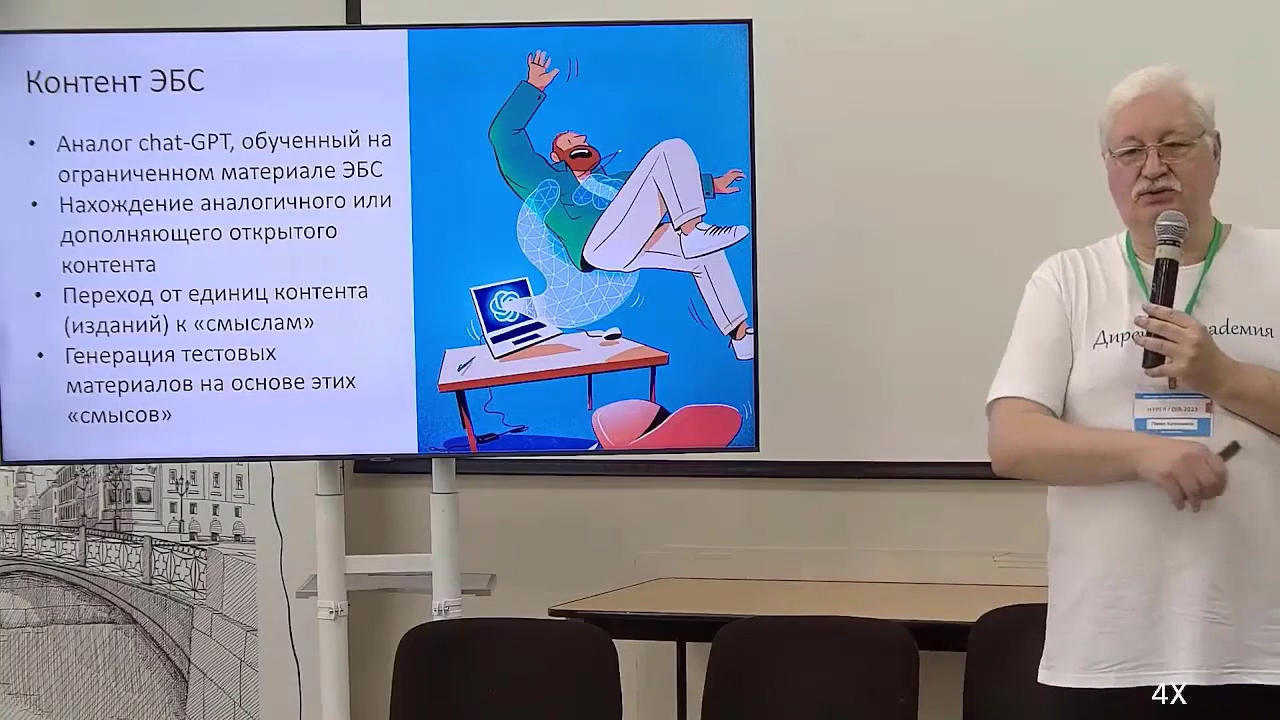 Контент ЭБС
• Аналог chat-GPT, обученный на
ограниченном материале ЭБС
• Нахождение аналогичного или
дополняющего открытого
контента
• Переход от единиц контента
(изданий) к «смыслам»
• Генерация тестовых
материалов на основе этих
«смысов»
4X